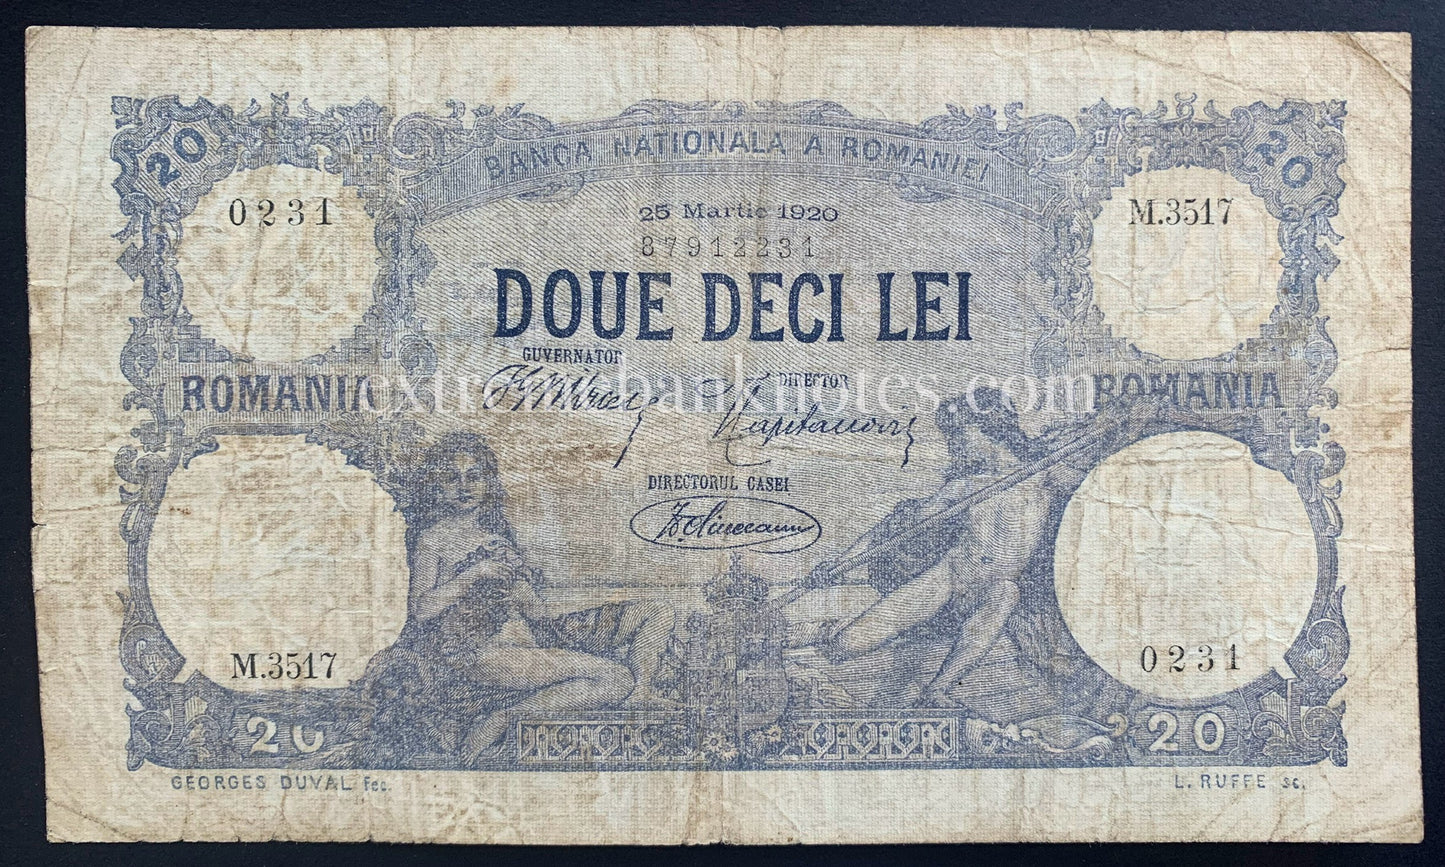 20
20
BANCA NATIONALA A ROMANIEI
0231
25 Martie 1920
M.3517
87912231
DOUE DECI LEI
GUVERNATOR
DIRECTOR
ROMANIA
extremebanknotes.com
ROMANIA
DIRECTORUL CASEI
M.3517
0231
20
20
GEORGES DUVAL Fec.
L. RUFFE Sc.